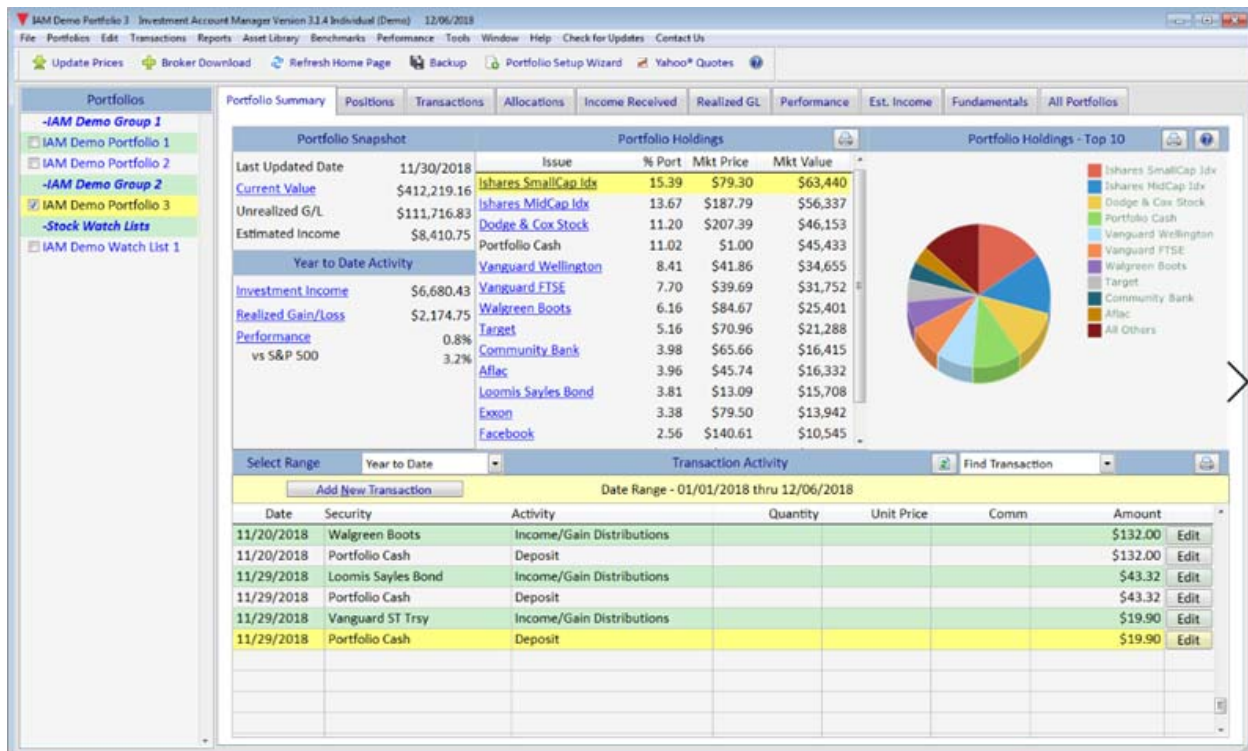 IAM Demo Portfolio 3 Investment Account Manager Version 3.1.4 Individual (Demo) 12/06/2018
File Portfolios Edit Transactions Reports Asset Library Benchmarks Performance Tools Window Help Check for Updates Contact Us
Update Prices Broker Download Refresh Home Page Backup Portfolio Setup Wizard Yahoo* Quotes
Portfolios
-IAM Demo Group 1
IAM Demo Portfolio 1
IAM Demo Portfolio 2
-IAM Demo Group 2
IAM Demo Portfolio 3
-Stock Watch Lists
IAM Demo Watch List 1
Portfolio Summary Positions Transactions Allocations Income Received Realized GL Performance Est. Income Fundamentals All Portfolios
Portfolio Snapshot
Last Updated Date 11/30/2018
Current Value $412,219.16
Unrealized G/L $111,716.83
Estimated Income $8,410.75
Year to Date Activity
Investment Income $6,680.43
Realized Gain/Loss $2,174.75
Performance 0.8%
vs S&P 500 3.2%
Portfolio Holdings
Issue % Port Mkt Price Mkt Value
Ishares SmallCap Idx 15.39 $79.30 $63,440
Ishares MidCap Idx 13.67 $187.79 $56,337
Dodge & Cox Stock 11.20 $207.39 $46,153
Portfolio Cash 11.02 $1.00 $45,433
Vanguard Wellington 8.41 $41.86 $34,655
Vanguard FTSE 7.70 $39.69 $31,752
Walgreen Boots 6.16 $84.67 $25,401
Target 5.16 $70.96 $21,288
Community Bank 3.98 $65.66 $16,415
Aflac 3.96 $45.74 $16,332
Loomis Sayles Bond 3.81 $13.09 $15,708
Exxon 3.38 $79.50 $13,942
Facebook 2.56 $140.61 $10,545
Portfolio Holdings - Top 10
Ishares SmallCap Idx
Ishares MidCap Idx
Dodge & Cox Stock
Portfolio Cash
Vanguard Wellington
Vanguard FTSE
Walgreen Boots
Target
Community Bank
Aflac
All Others
Select Range Year to Date Transaction Activity Find Transaction
Add New Transaction Date Range - 01/01/2018 thru 12/06/2018
Date Security Activity Quantity Unit Price Comm Amount
11/20/2018 Walgreen Boots Income/Gain Distributions $132.00 Edit
11/20/2018 Portfolio Cash Deposit $132.00 Edit
11/29/2018 Loomis Sayles Bond Income/Gain Distributions $43.32 Edit
11/29/2018 Portfolio Cash Deposit $43.32 Edit
11/29/2018 Vanguard ST Trsy Income/Gain Distributions $19.90 Edit
11/29/2018 Portfolio Cash Deposit $19.90 Edit